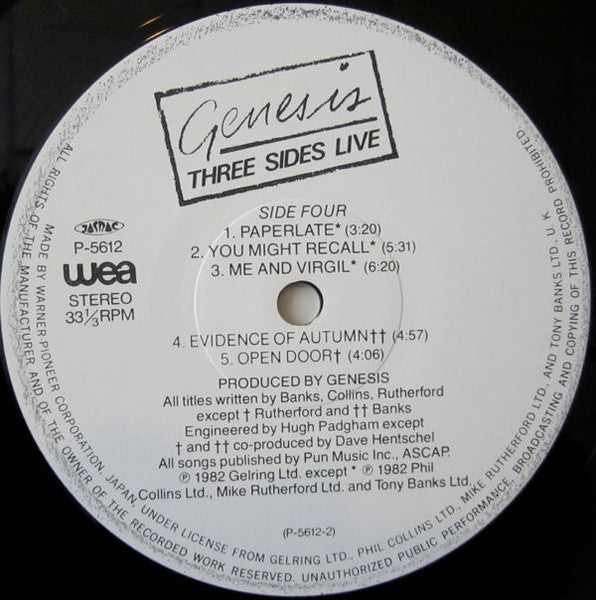 Genesis
THREE SIDES LIVE
SIDE FOUR
1. PAPERLATE* (3:20)
2. YOU MIGHT RECALL* (5:31)
3. ME AND VIRGIL* (6:20)
JASRAC
P-5612
wea
STEREO
33 1/3 RPM
4. EVIDENCE OF AUTUMN†† (4:57)
5. OPEN DOOR† (4:06)
PRODUCED BY GENESIS
All titles written by Banks, Collins, Rutherford
except † Rutherford and †† Banks
Engineered by Hugh Padgham except
† and †† co-produced by Dave Hentschel
All songs published by Pun Music Inc., ASCAP.
℗ 1982 Gelring Ltd. except * ℗ 1982 Phil
Collins Ltd., Mike Rutherford Ltd. and Tony Banks Ltd.
(P-5612-2)
MADE BY WARNER PIONEER CORPORATION, JAPAN, UNDER LICENSE FROM GELRING LTD., PHIL COLLINS LTD., MIKE RUTHERFORD LTD., AND TONY BANKS LTD. U.K.
ALL RIGHTS OF THE MANUFACTURER AND OF THE OWNER OF THE RECORDED WORK RESERVED. UNAUTHORIZED PUBLIC PERFORMANCE, BROADCASTING AND COPYING OF THIS RECORD PROHIBITED